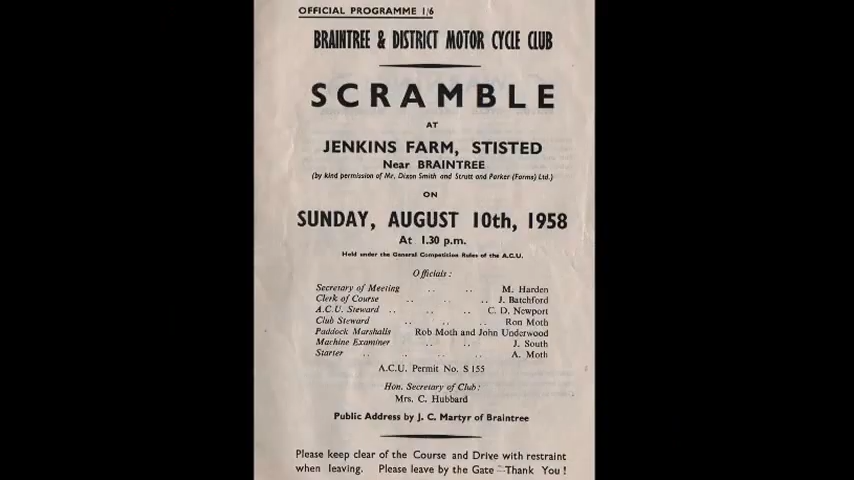 OFFICIAL PROGRAMME 1/6
BRAINTREE & DISTRICT MOTOR CYCLE CLUB
SCRAMBLE
AT
JENKINS FARM, STISTED
Near BRAINTREE
(by kind permission of Mr. Dixon Smith and Strutt and Parker (Farms) Ltd.)
ON
SUNDAY, AUGUST 10th, 1958
At 1.30 p.m.
Held under the General Competition Rules of the A.C.U.
Officials :
Secretary of Meeting .. .. M. Harden
Clerk of Course .. .. .. J. Batchford
A.C.U. Steward .. .. .. C. D. Newport
Club Steward .. .. .. Ron Moth
Paddock Marshalls Rob Moth and John Underwood
Machine Examiner .. .. J. South
Starter .. .. .. .. A. Moth
A.C.U. Permit No. S 155
Hon. Secretary of Club :
Mrs. C. Hubbard
Public Address by J. C. Martyr of Braintree
Please keep clear of the Course and Drive with restraint
when leaving. Please leave by the Gate - Thank You !